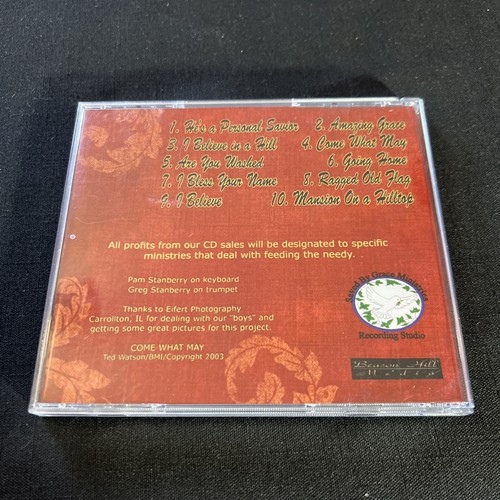 1. He's a Personal Savior 2. Amazing Grace
3. I Believe in a Hill 4. Come What May
5. Are You Washed 6. Going Home
7. I Bless Your Name 8. Ragged Old Flag
9. I Believe 10. Mansion On a Hilltop
All profits from our CD sales will be designated to specific
ministries that deal with feeding the needy.
Pam Stanberry on keyboard
Greg Stanberry on trumpet
Thanks to Eifert Photography
Carrollton, IL for dealing with our "boys" and
getting some great pictures for this project.
COME WHAT MAY
Ted Watson/BMI/Copyright 2003
Saved By Grace Ministries
Recording Studio
Beacon Hill
Media